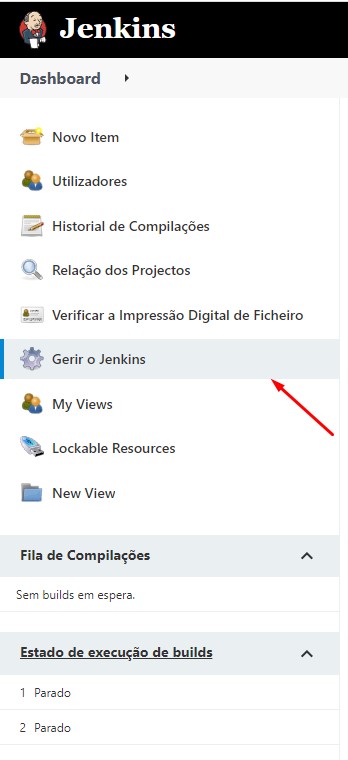 Jenkins
Dashboard
Novo Item
Utilizadores
Historial de Compilações
Relação dos Projectos
Verificar a Impressão Digital de Ficheiro
Gerir o Jenkins
My Views
Lockable Resources
New View
Fila de Compilações
Sem builds em espera.
Estado de execução de builds
1 Parado
2 Parado